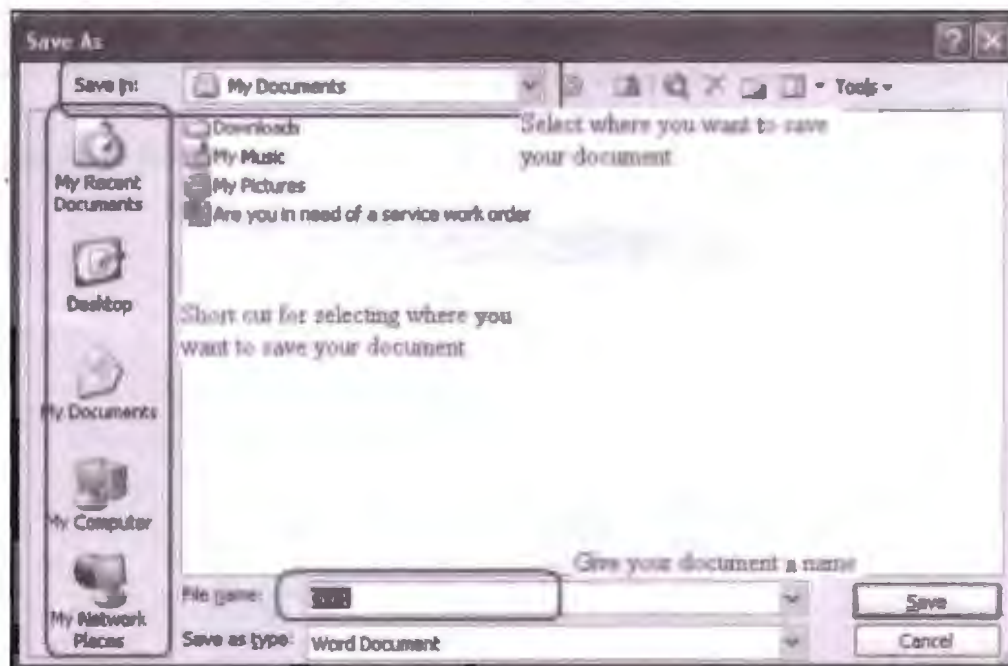 Save As
Save in:
My Documents
Tools
Downloads
My Music
My Pictures
Are you in need of a service work order
Select where you want to save
your document
My Recent
Documents
Desktop
Short cut for selecting where you
want to save your document
My Documents
My Computer
My Network
Places
Give your document a name
File name:
Save
Save as type:
Word Document
Cancel